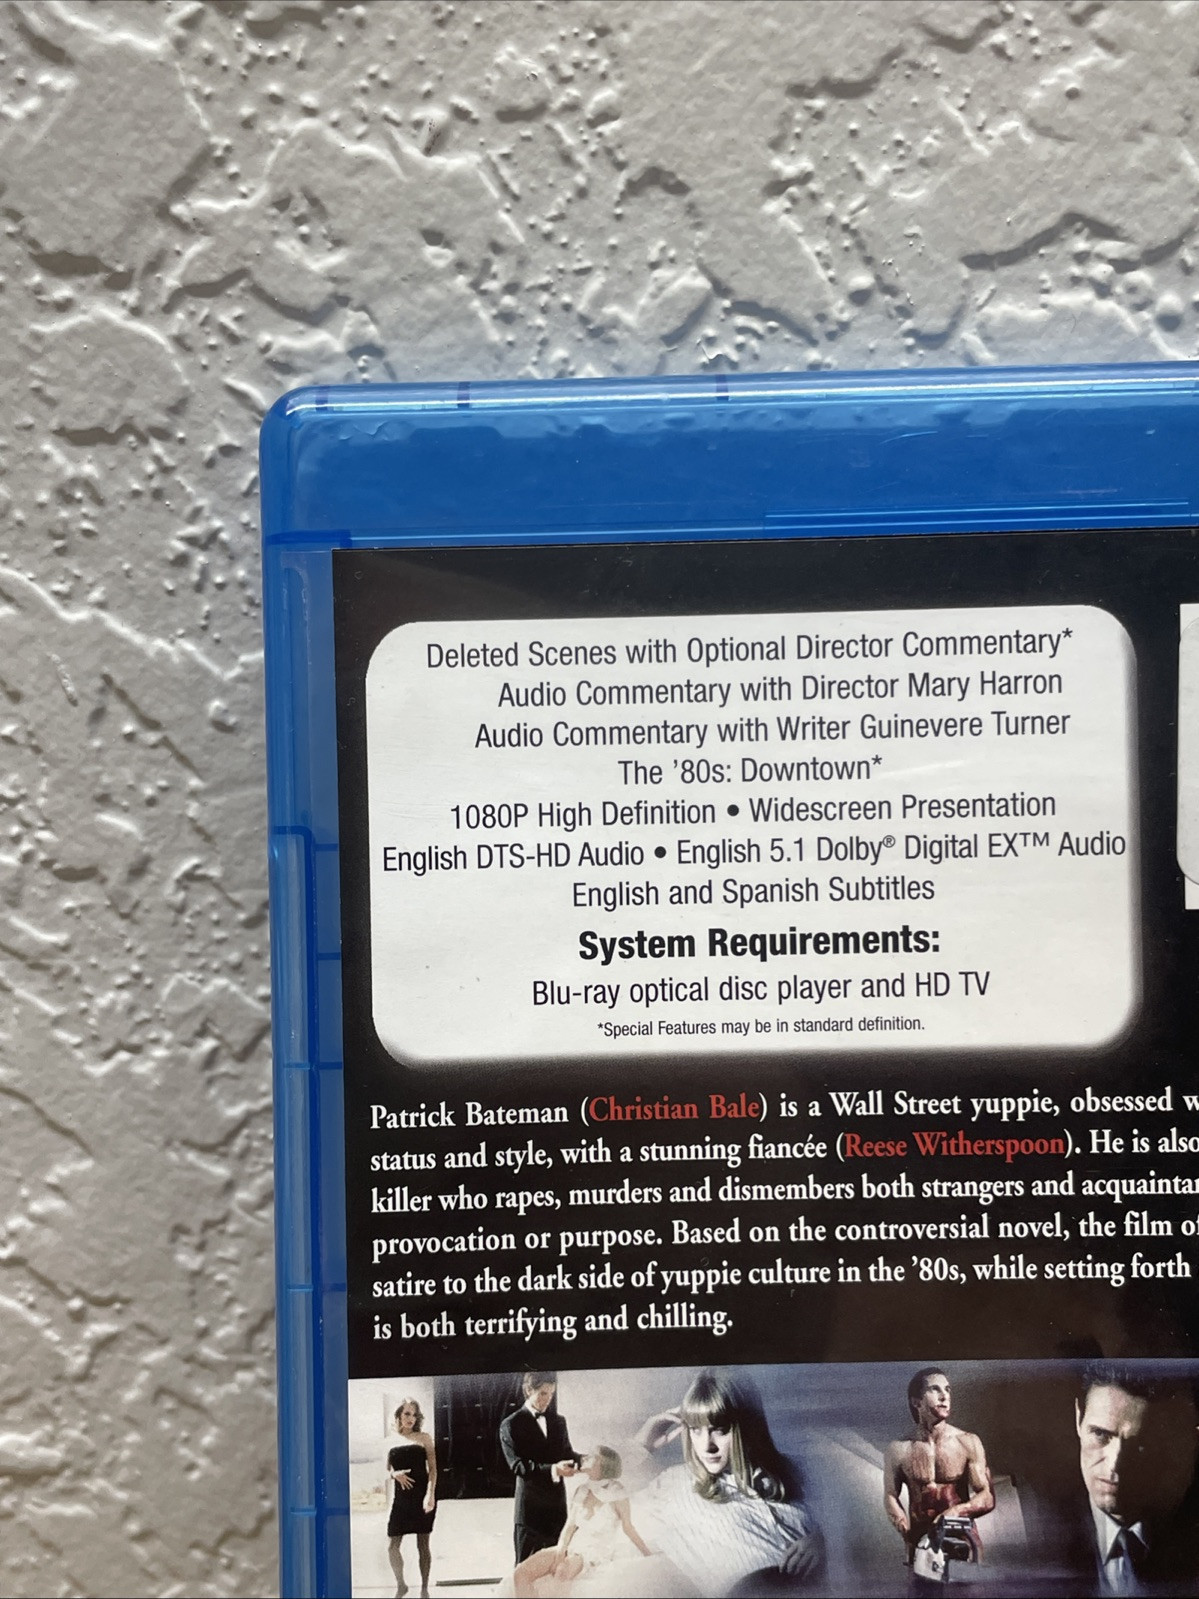 Deleted Scenes with Optional Director Commentary*
Audio Commentary with Director Mary Harron
Audio Commentary with Writer Guinevere Turner
The ’80s: Downtown*
1080P High Definition • Widescreen Presentation
English DTS-HD Audio • English 5.1 Dolby® Digital EX™ Audio
English and Spanish Subtitles
System Requirements:
Blu-ray optical disc player and HD TV
*Special Features may be in standard definition.
Patrick Bateman (Christian Bale) is a Wall Street yuppie, obsessed
status and style, with a stunning fiancée (Reese Witherspoon). He is also
killer who rapes, murders and dismembers both strangers and
provocation or purpose. Based on the controversial novel, the film
satire to the dark side of yuppie culture in the ’80s, while setting forth
is both terrifying and chilling.